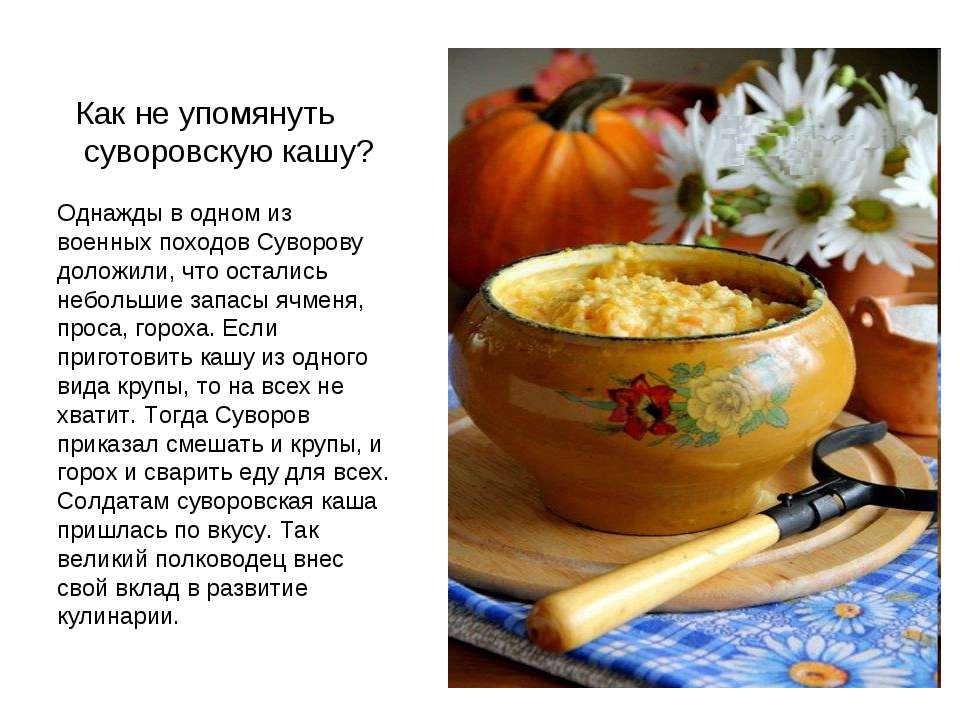 Как не упомянуть
суворовскую кашу?
Однажды в одном из
военных походов Суворову
доложили, что остались
небольшие запасы ячменя,
проса, гороха. Если
приготовить кашу из одного
вида крупы, то на всех не
хватит. Тогда Суворов
приказал смешать и крупы, и
горох и сварить еду для всех.
Солдатам суворовская каша
пришлась по вкусу. Так
великий полководец внес
свой вклад в развитие
кулинарии.